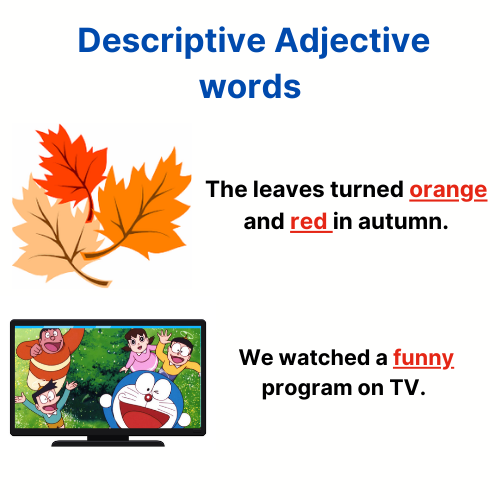 Descriptive Adjective
words
The leaves turned orange
and red in autumn.
We watched a funny
program on TV.